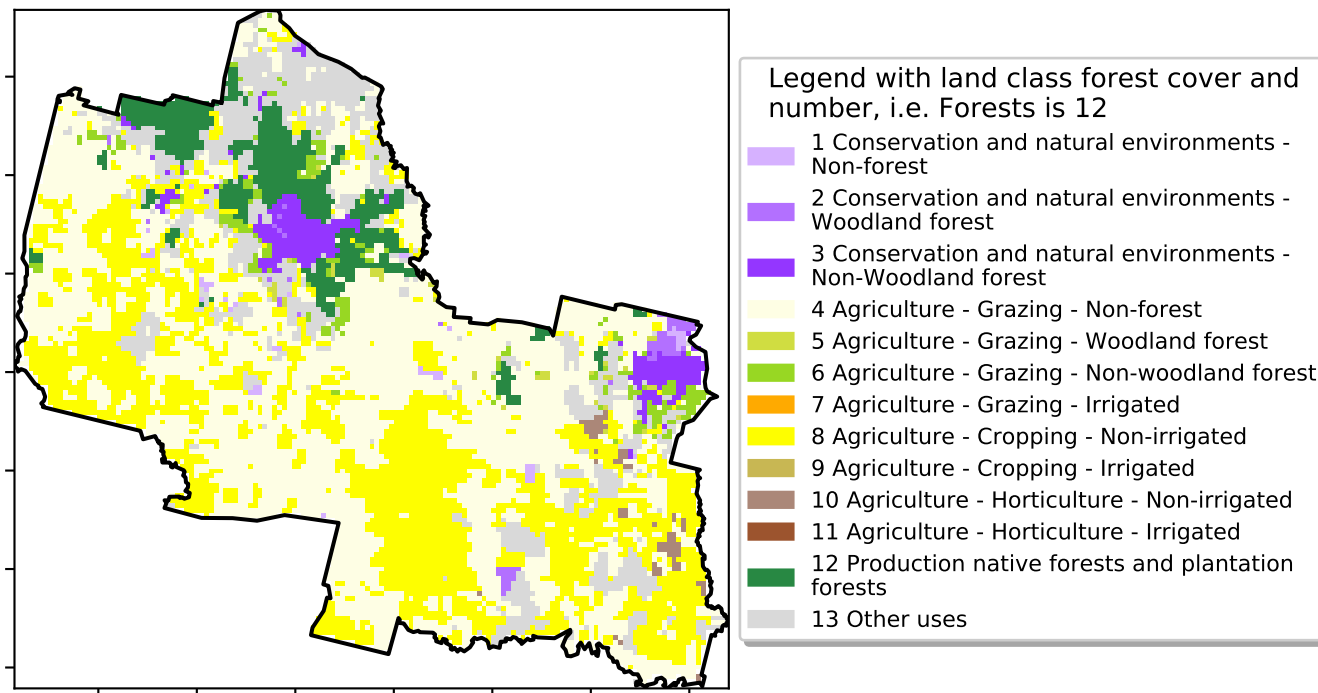 Legend with land class forest cover and
number, i.e. Forests is 12
1 Conservation and natural environments -
Non-forest
2 Conservation and natural environments -
Woodland forest
3 Conservation and natural environments -
Non-Woodland forest
4 Agriculture - Grazing - Non-forest
5 Agriculture - Grazing - Woodland forest
6 Agriculture - Grazing - Non-woodland forest
7 Agriculture - Grazing - Irrigated
8 Agriculture - Cropping - Non-irrigated
9 Agriculture - Cropping - Irrigated
10 Agriculture - Horticulture - Non-irrigated
11 Agriculture - Horticulture - Irrigated
12 Production native forests and plantation
forests
13 Other uses